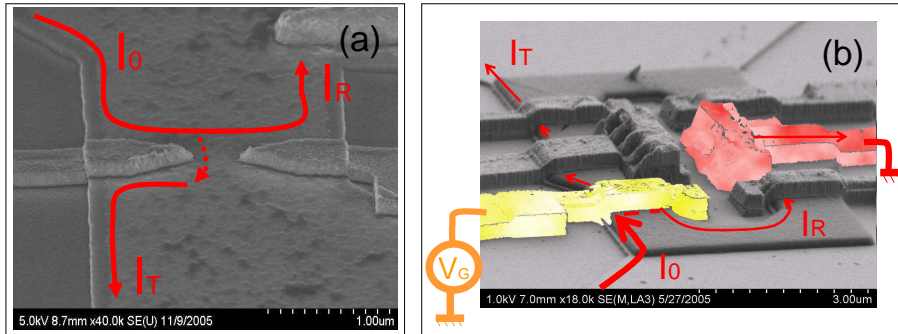 (a)
I0
IR
IT
5.0kV 8.7mm x40.0k SE(U) 11/9/2005 1.00um
(b)
IT
IR
I0
VG
1.0kV 7.0mm x18.0k SE(M,LA3) 5/27/2005 3.00um